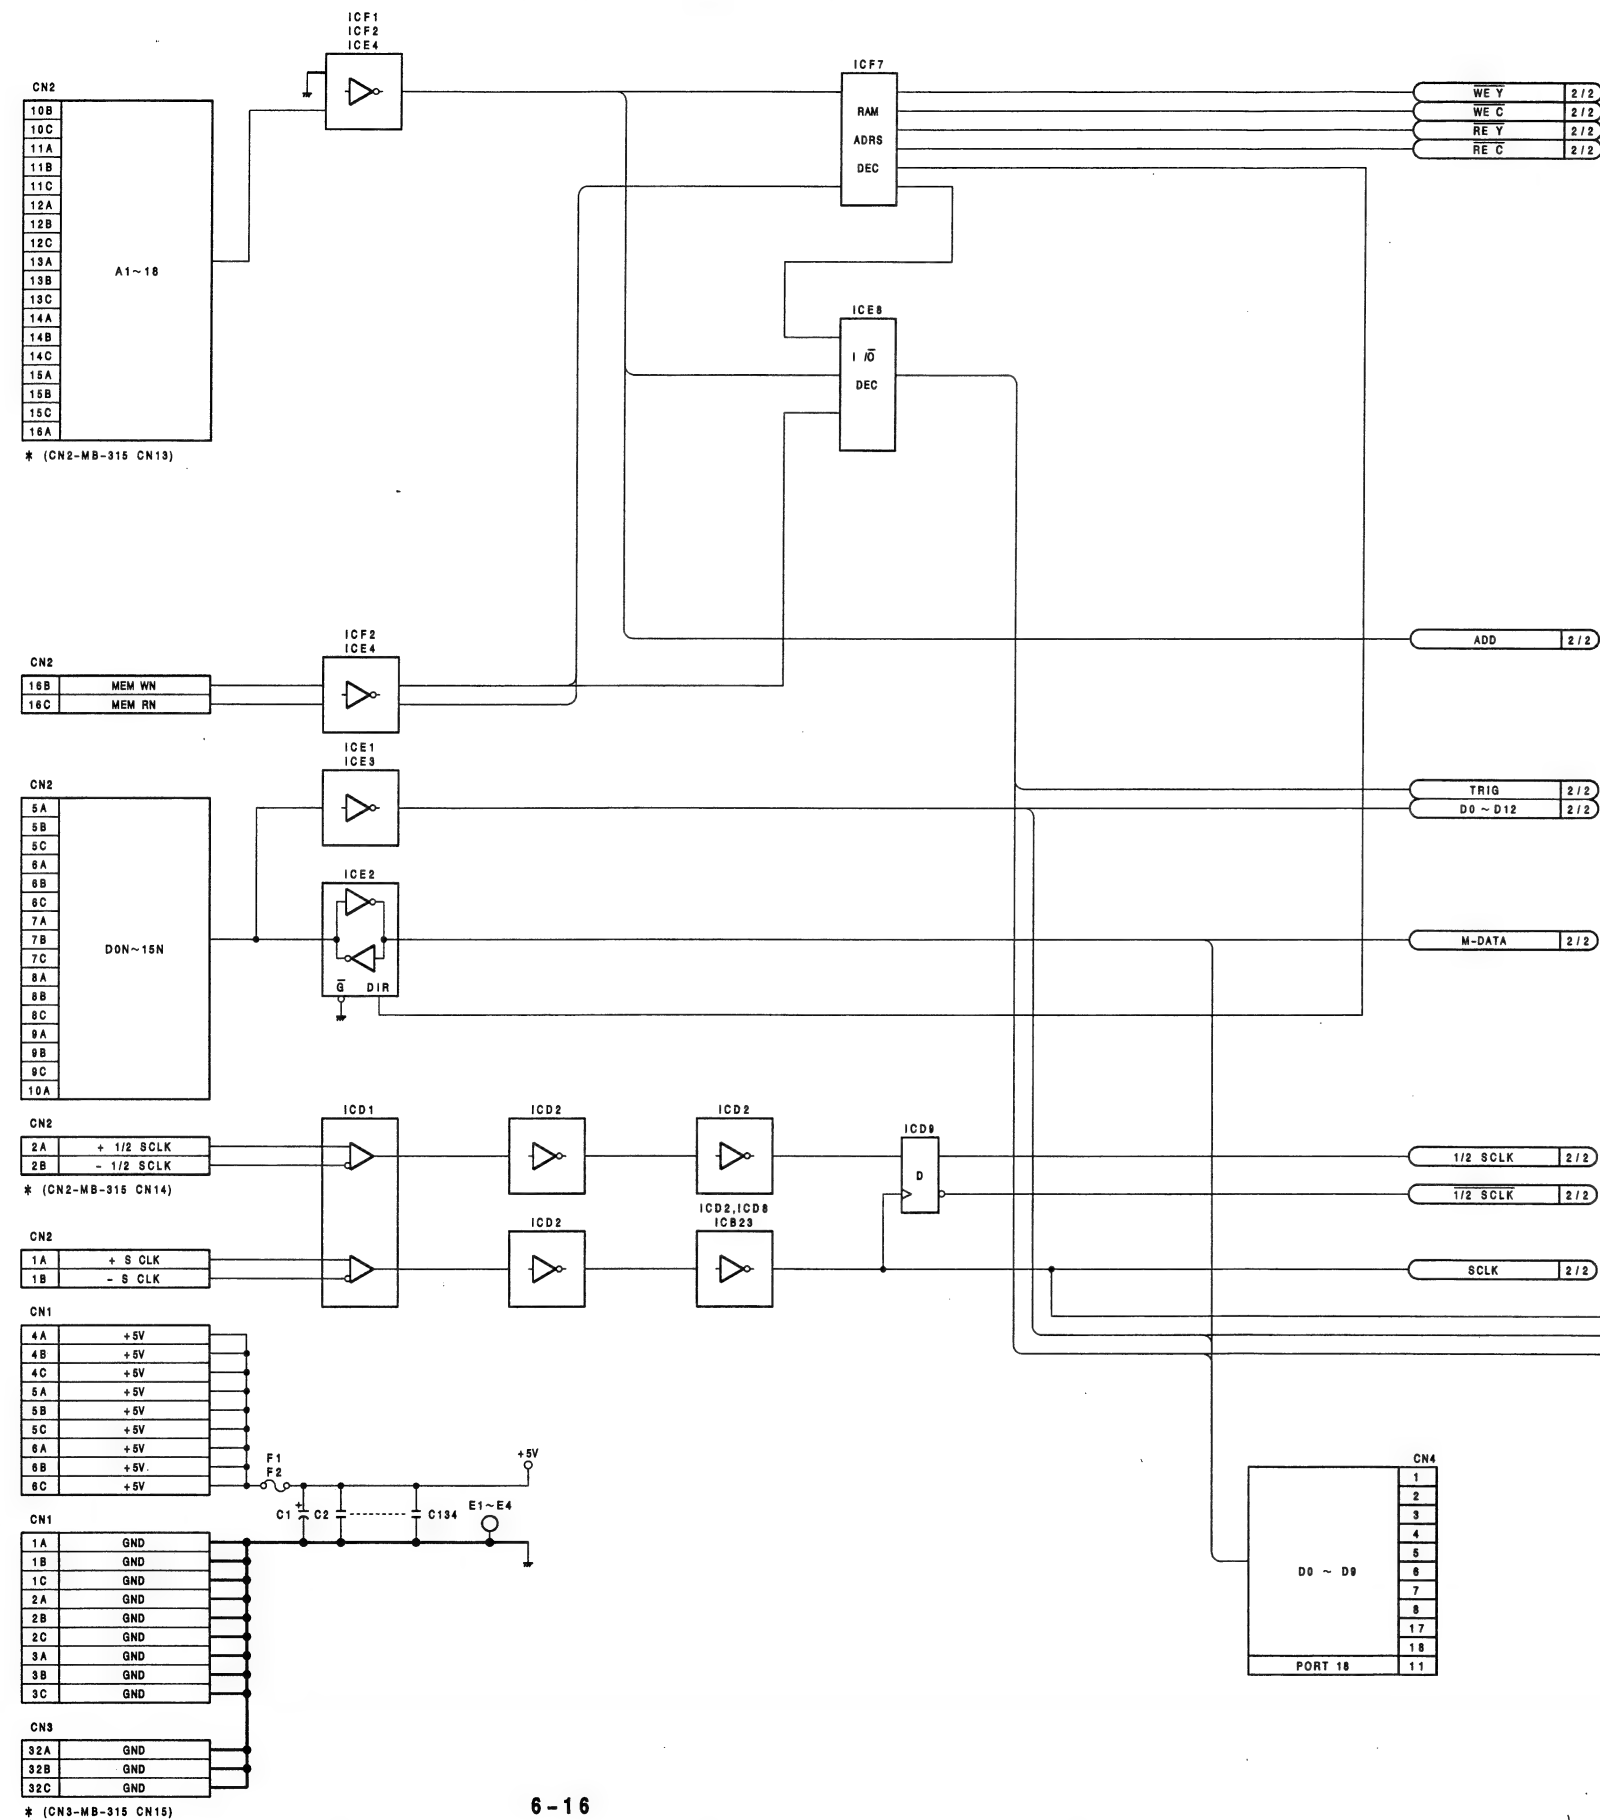 ICF1
ICF2
ICE4
CN2
10B
10C
11A
11B
11C
12A
12B
12C
13A
13B
13C
14A
14B
14C
15A
15B
15C
16A
A1~18
* (CN2-MB-315 CN13)
ICF7
RAM
ADRS
DEC
WE Y 2/2
WE C 2/2
RE Y 2/2
RE C 2/2
ICE8
I/O
DEC
ADD 2/2
ICF2
ICE4
CN2
16B MEM WN
16C MEM RN
ICE1
ICE3
CN2
5A
5B
5C
6A
6B
6C
7A
7B
7C
8A
8B
8C
9A
9B
9C
10A
D0N~15N
TRIG 2/2
D0~D12 2/2
ICE2
G DIR
M-DATA 2/2
ICD1
ICD2
ICD2
CN2
2A + 1/2 SCLK
2B - 1/2 SCLK
* (CN2-MB-315 CN14)
ICD9
D
1/2 SCLK 2/2
1/2 SCLK 2/2
CN2
1A + S CLK
1B - S CLK
ICD2
ICD2,ICD8
ICB23
SCLK 2/2
CN1
4A +5V
4B +5V
4C +5V
5A +5V
5B +5V
5C +5V
6A +5V
6B +5V
6C +5V
F1
F2
+5V
+
C1 C2 C134
E1~E4
CN1
1A GND
1B GND
1C GND
2A GND
2B GND
2C GND
3A GND
3B GND
3C GND
CN3
32A GND
32B GND
32C GND
* (CN3-MB-315 CN15)
CN4
1
2
3
4
5
6
7
8
17
18
D0 ~ D9
PORT 18 11
6-16